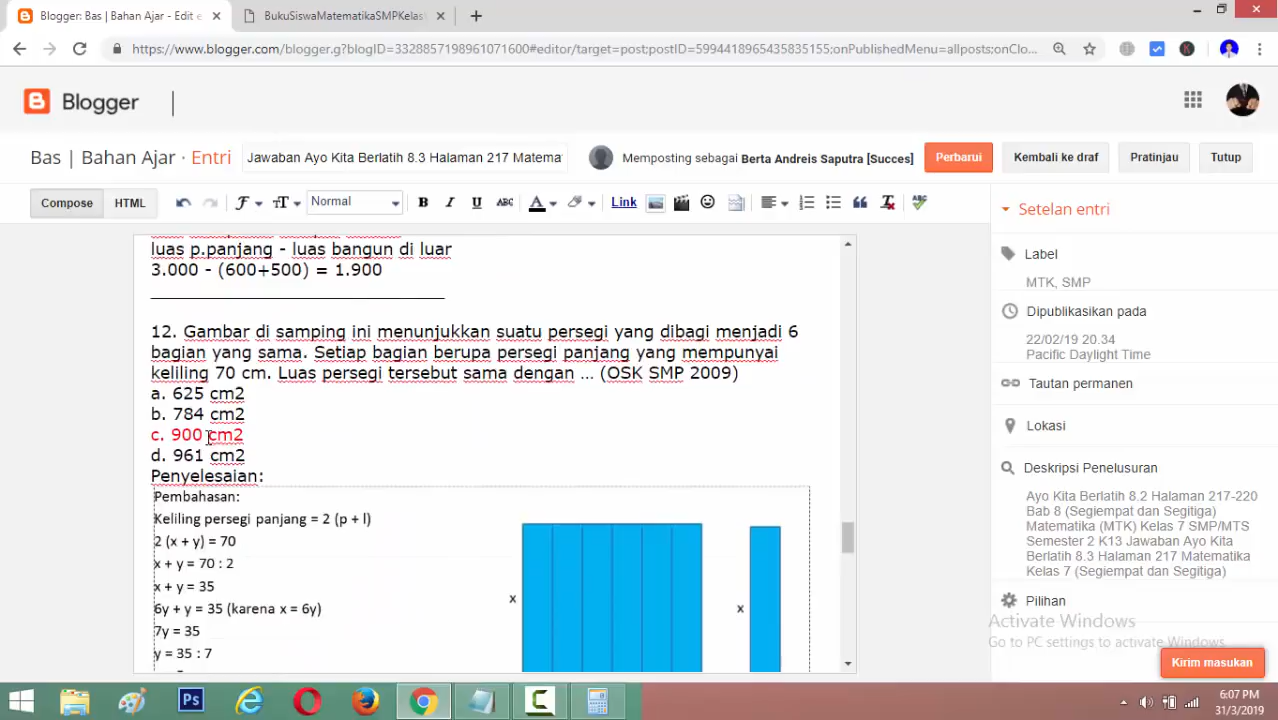 Blogger: Bas | Bahan Ajar - Edit e
BukuSiswaMatematikaSMPKelas
https://www.blogger.com/blogger.g?blogID=3328857198961071600#editor/target=post;postID=5994418965435835155;onPublishedMenu=allposts;onClo...
Blogger
Bas | Bahan Ajar · Entri
Jawaban Ayo Kita Berlatih 8.3 Halaman 217 Matema
Memposting sebagai Berta Andreis Saputra [Succes]
Perbarui
Kembali ke draf
Pratinjau
Tutup
Compose
HTML
Normal
Link
ABC
luas p.panjang - luas bangun di luar
3.000 - (600+500) = 1.900
12. Gambar di samping ini menunjukkan suatu persegi yang dibagi menjadi 6
bagian yang sama. Setiap bagian berupa persegi panjang yang mempunyai
keliling 70 cm. Luas persegi tersebut sama dengan ... (OSK SMP 2009)
a. 625 cm2
b. 784 cm2
c. 900 cm2
d. 961 cm2
Penyelesaian:
Pembahasan:
Keliling persegi panjang = 2 (p + l)
2 (x + y) = 70
x + y = 70 : 2
x + y = 35
6y + y = 35 (karena x = 6y)
7y = 35
y = 35 : 7
x
x
Setelan entri
Label
MTK, SMP
Dipublikasikan pada
22/02/19 20.34
Pacific Daylight Time
Tautan permanen
Lokasi
Deskripsi Penelusuran
Ayo Kita Berlatih 8.2 Halaman 217-220
Bab 8 (Segiempat dan Segitiga)
Matematika (MTK) Kelas 7 SMP/MTS
Semester 2 K13 Jawaban Ayo Kita
Berlatih 8.3 Halaman 217 Matematika
Kelas 7 (Segiempat dan Segitiga)
Pilihan
Activate Windows
Go to PC settings to activate Windows.
Kirim masukan
Ps
6:07 PM
31/3/2019